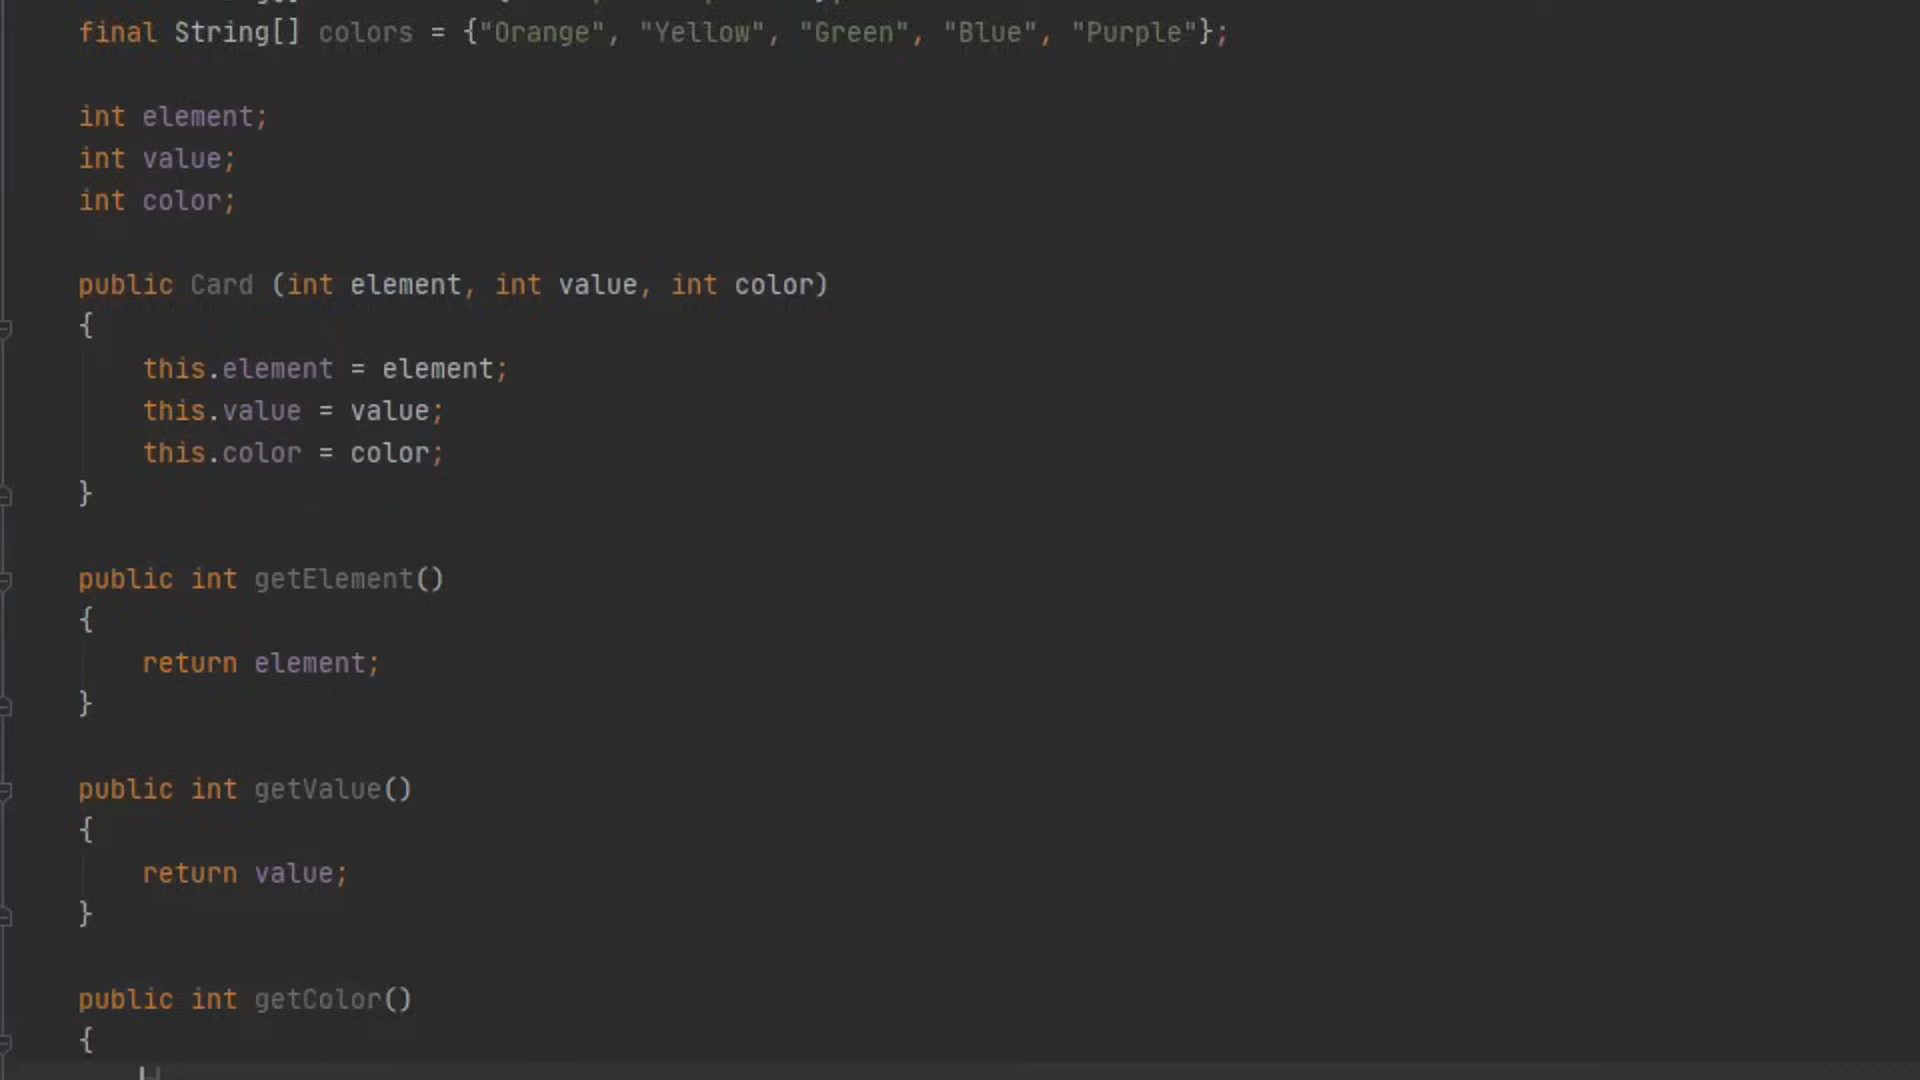 final String[] colors = {"Orange", "Yellow", "Green", "Blue", "Purple"};
int element;
int value;
int color;
public Card (int element, int value, int color)
{
this.element = element;
this.value = value;
this.color = color;
}
public int getElement()
{
return element;
}
public int getValue()
{
return value;
}
public int getColor()
{